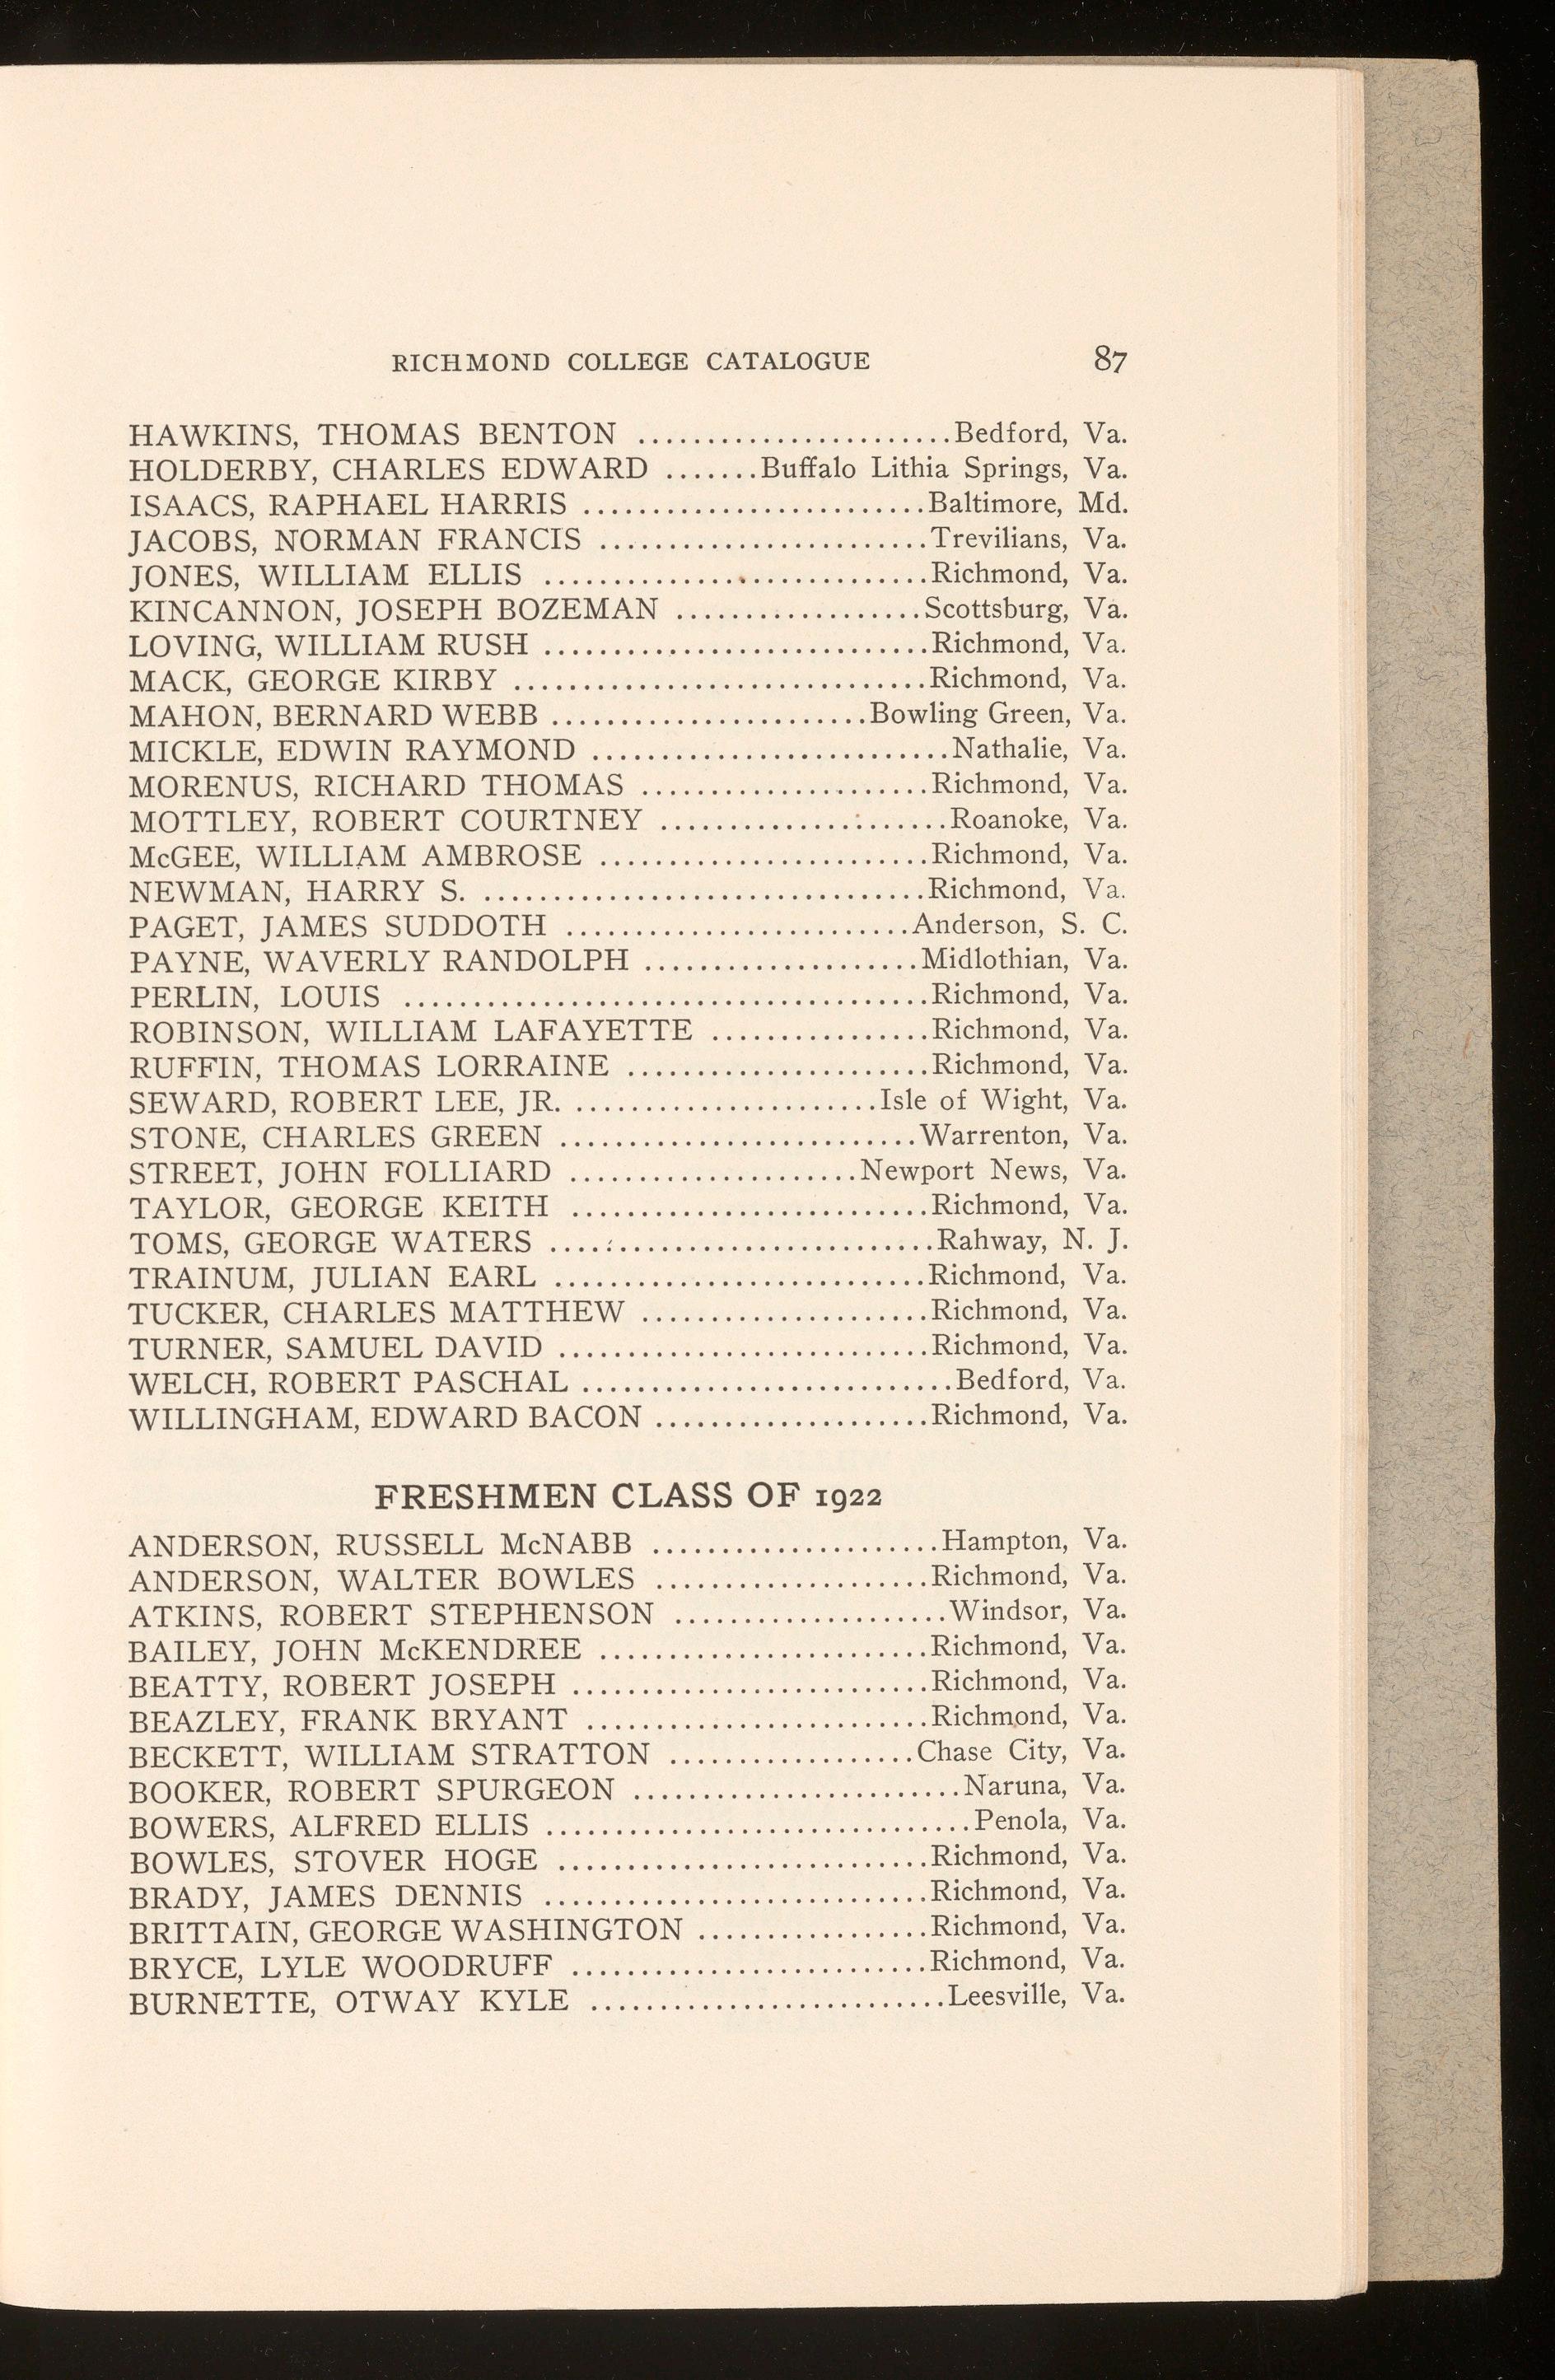 RICHMOND COLLEGE CATALOGUE 87
HAWKINS, THOMAS BENTON ......................Bedford, Va.
HOLDERBY, CHARLES EDWARD .......Buffalo Lithia Springs, Va.
ISAACS, RAPHAEL HARRIS ........................Baltimore, Md.
JACOBS, NORMAN FRANCIS .......................Trevilians, Va.
JONES, WILLIAM ELLIS ...........................Richmond, Va.
KINCANNON, JOSEPH BOZEMAN .................Scottsburg, Va.
LOVING, WILLIAM RUSH ...........................Richmond, Va.
MACK, GEORGE KIRBY .............................Richmond, Va.
MAHON, BERNARD WEBB ......................Bowling Green, Va.
MICKLE, EDWIN RAYMOND .........................Nathalie, Va.
MORENUS, RICHARD THOMAS ....................Richmond, Va.
MOTTLEY, ROBERT COURTNEY ....................Roanoke, Va.
McGEE, WILLIAM AMBROSE .......................Richmond, Va.
NEWMAN, HARRY S. ...............................Richmond, Va.
PAGET, JAMES SUDDOTH ........................Anderson, S. C.
PAYNE, WAVERLY RANDOLPH ...................Midlothian, Va.
PERLIN, LOUIS .....................................Richmond, Va.
ROBINSON, WILLIAM LAFAYETTE ...............Richmond, Va.
RUFFIN, THOMAS LORRAINE .....................Richmond, Va.
SEWARD, ROBERT LEE, JR. .....................Isle of Wight, Va.
STONE, CHARLES GREEN .........................Warrenton, Va.
STREET, JOHN FOLLIARD ....................Newport News, Va.
TAYLOR, GEORGE KEITH .........................Richmond, Va.
TOMS, GEORGE WATERS ...........................Rahway, N. J.
TRAINUM, JULIAN EARL ..........................Richmond, Va.
TUCKER, CHARLES MATTHEW ....................Richmond, Va.
TURNER, SAMUEL DAVID ..........................Richmond, Va.
WELCH, ROBERT PASCHAL ..........................Bedford, Va.
WILLINGHAM, EDWARD BACON ...................Richmond, Va.
FRESHMEN CLASS OF 1922
ANDERSON, RUSSELL McNABB ....................Hampton, Va.
ANDERSON, WALTER BOWLES ...................Richmond, Va.
ATKINS, ROBERT STEPHENSON ...................Windsor, Va.
BAILEY, JOHN McKENDREE .......................Richmond, Va.
BEATTY, ROBERT JOSEPH .........................Richmond, Va.
BEAZLEY, FRANK BRYANT ........................Richmond, Va.
BECKETT, WILLIAM STRATTON .................Chase City, Va.
BOOKER, ROBERT SPURGEON .......................Naruna, Va.
BOWERS, ALFRED ELLIS ..............................Penola, Va.
BOWLES, STOVER HOGE ..........................Richmond, Va.
BRADY, JAMES DENNIS ...........................Richmond, Va.
BRITTAIN, GEORGE WASHINGTON ................Richmond, Va.
BRYCE, LYLE WOODRUFF .........................Richmond, Va.
BURNETTE, OTWAY KYLE .........................Leesville, Va.